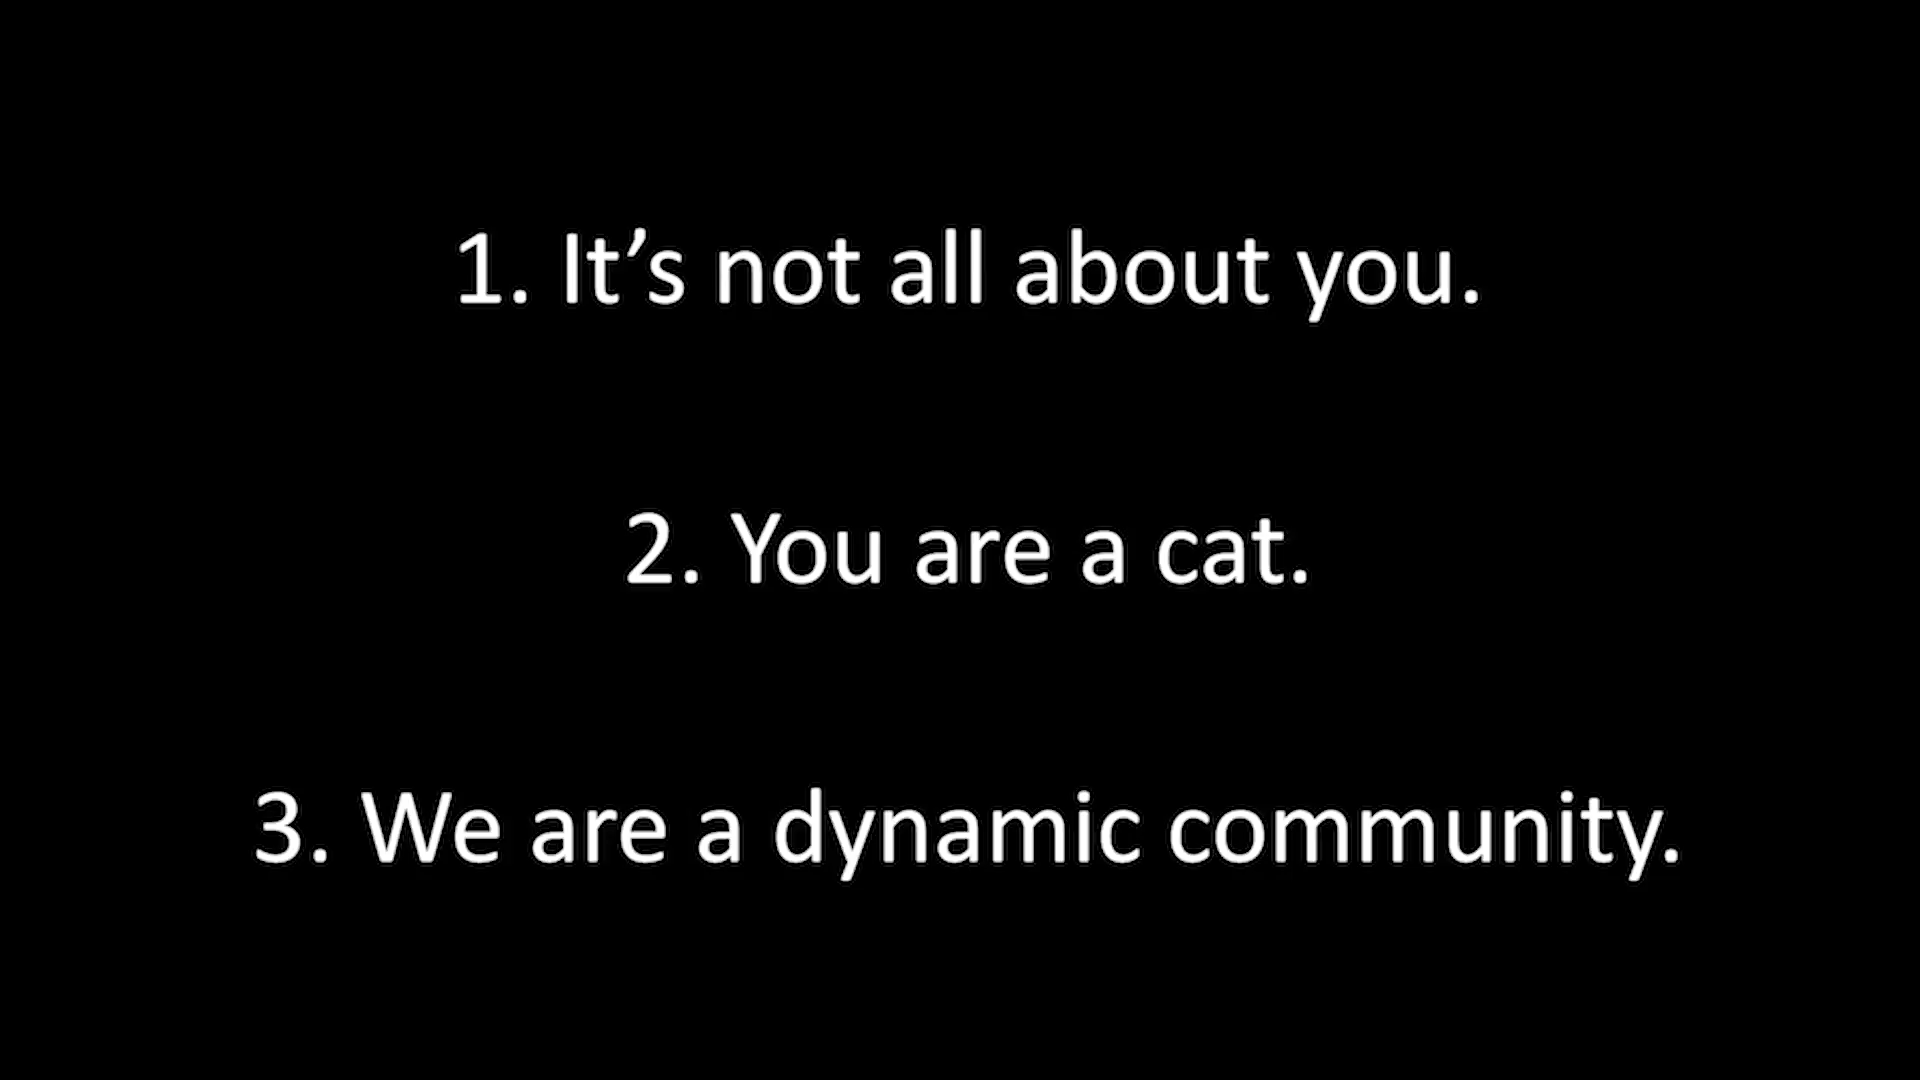 1. It’s not all about you.
2. You are a cat.
3. We are a dynamic community.